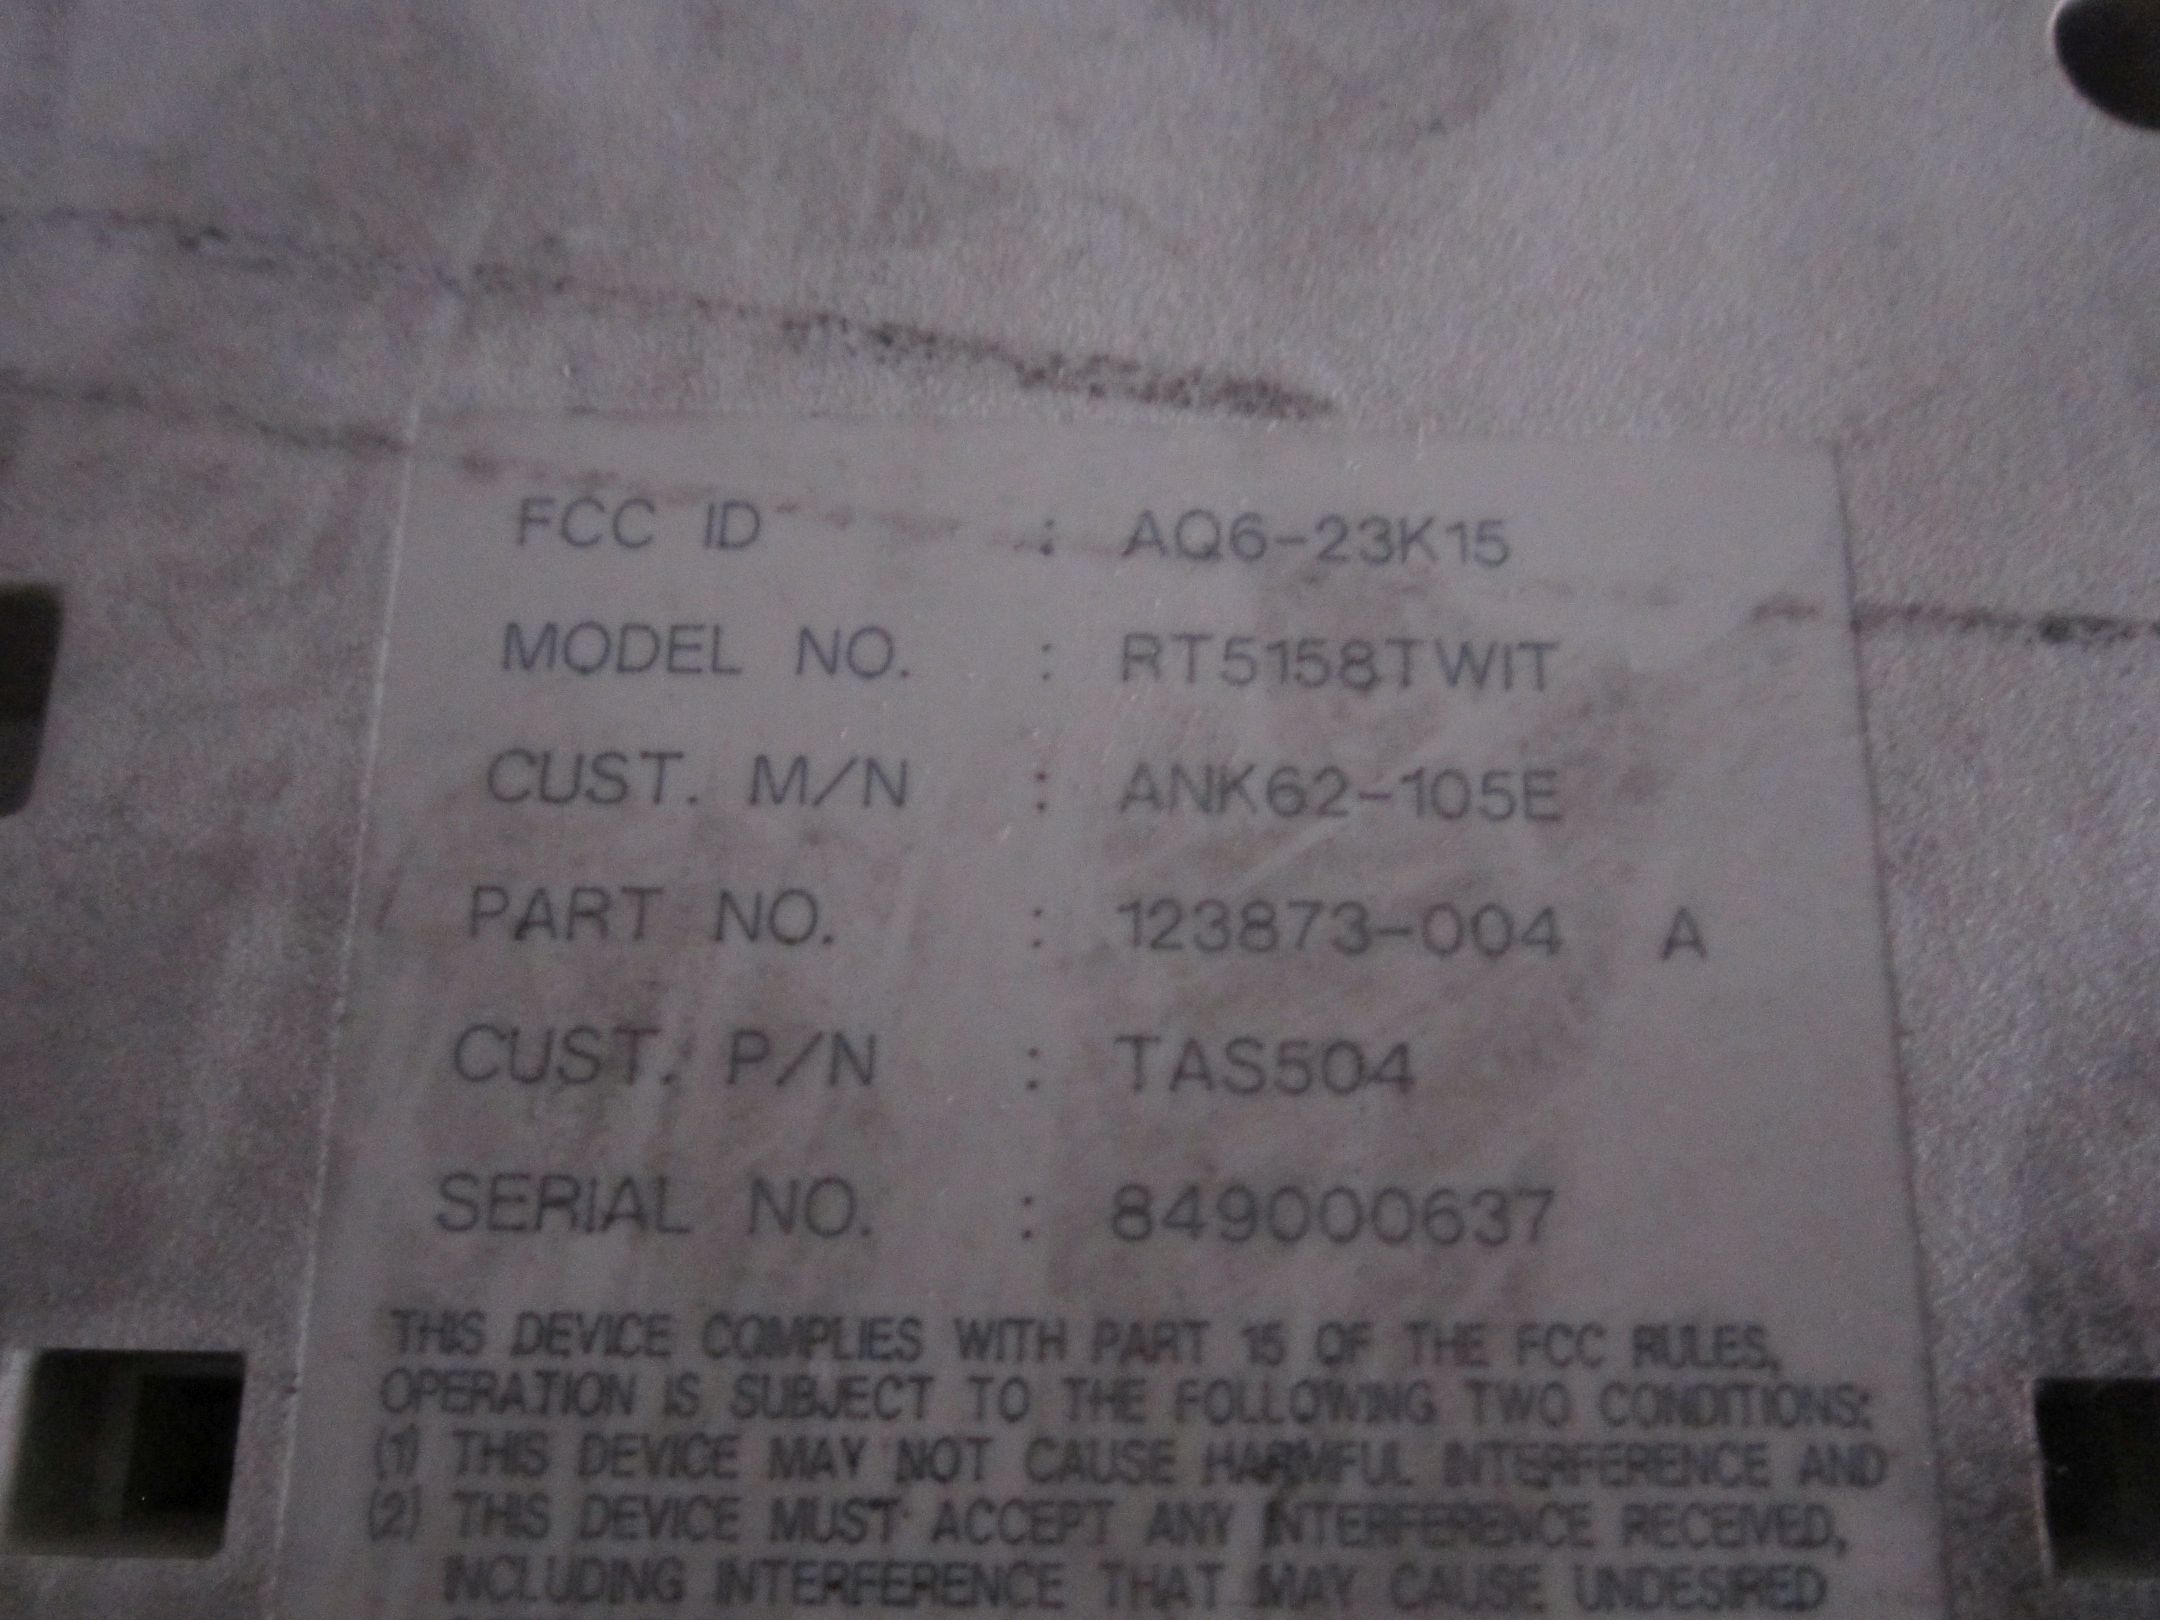 FCC ID : AQ6-23K15
MODEL NO. : RT5158TWIT
CUST. M/N : ANK62-105E
PART NO. : 123873-004 A
CUST. P/N : TAS504
SERIAL NO. : 849000637
THIS DEVICE COMPLIES WITH PART 15 OF THE FCC RULES,
OPERATION IS SUBJECT TO THE FOLLOWING TWO CONDITIONS:
(1) THIS DEVICE MAY NOT CAUSE HARMFUL INTERFERENCE AND
(2) THIS DEVICE MUST ACCEPT ANY INTERFERENCE RECEIVED,
INCLUDING INTERFERENCE THAT MAY CAUSE UNDESIRED